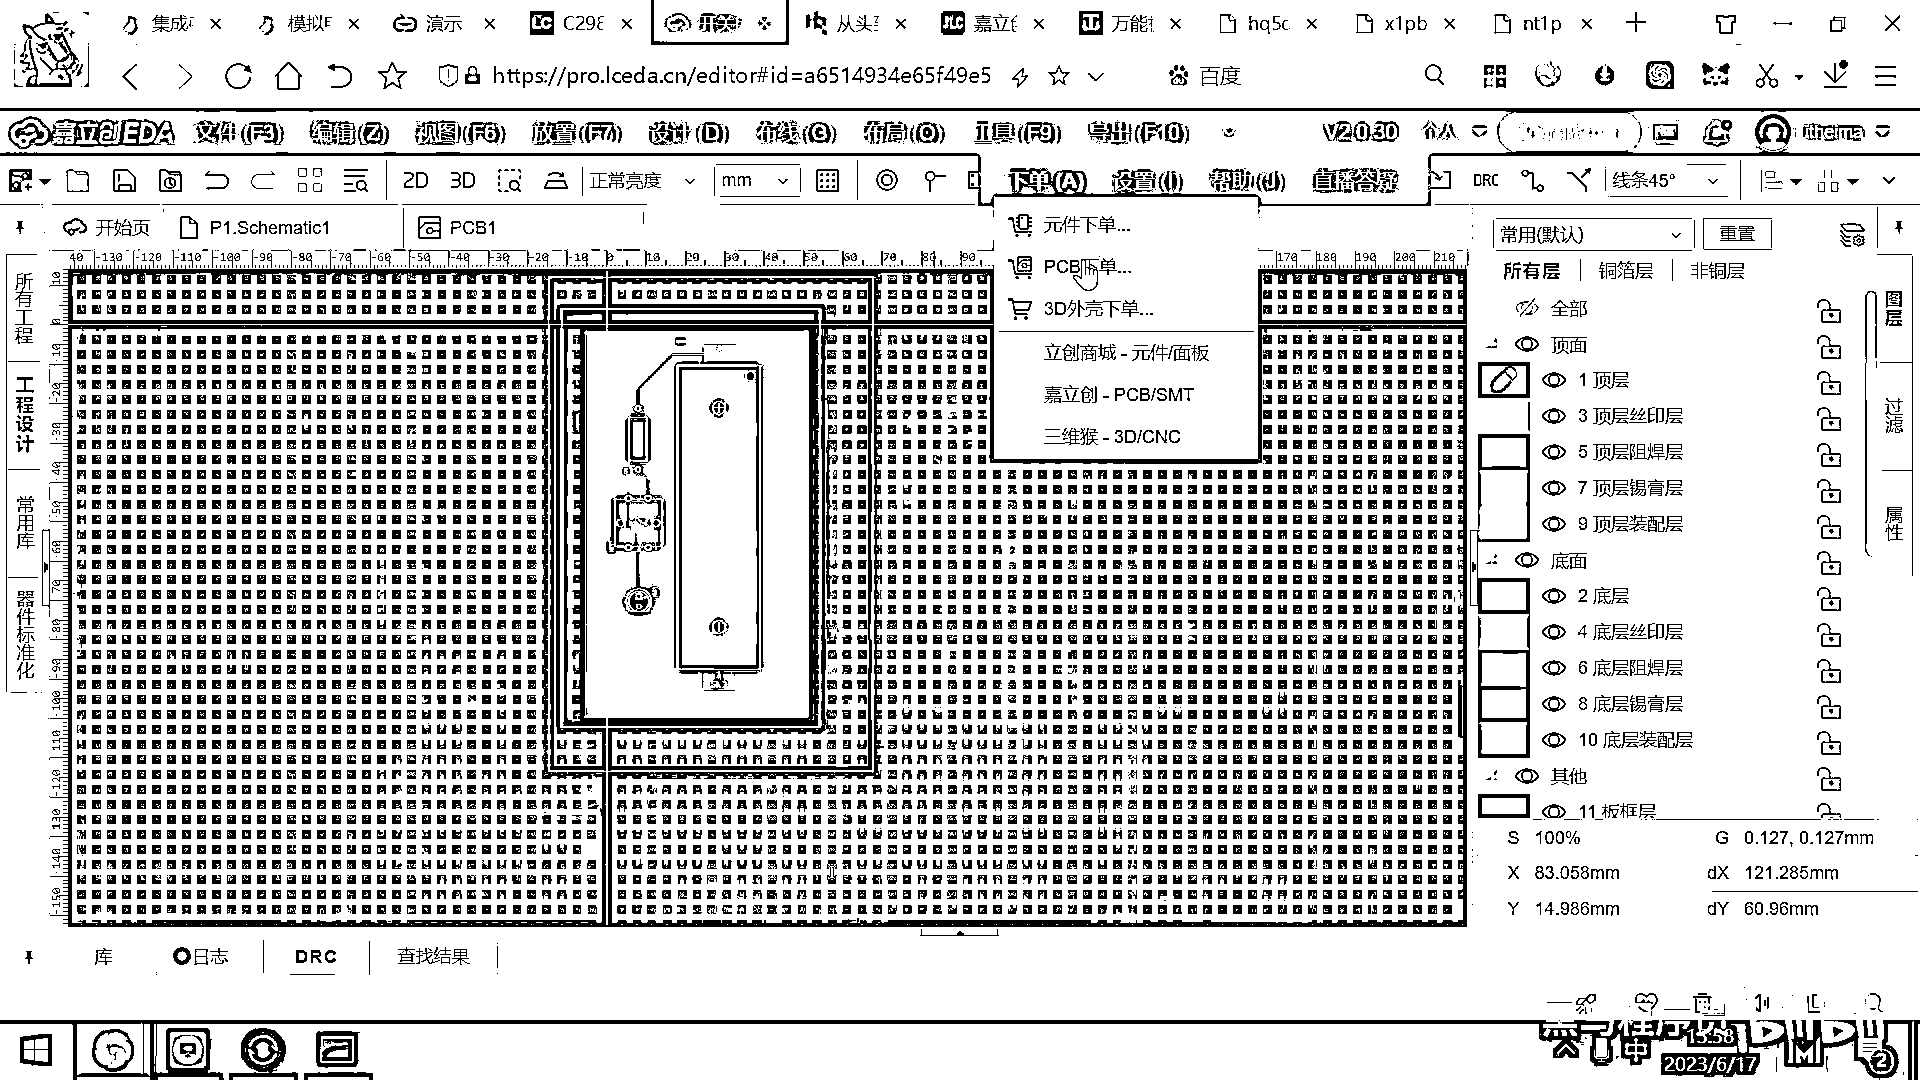 集成 模拟 演示 C298 开关 从头 嘉立创 万能 hq5c x1pb nt1p
https://pro.lceda.cn/editor#id=a6514934e65f49e5 百度
嘉立创EDA 文件(F3) 编辑(Z) 视图(F6) 放置(F7) 设计(D) 布线(G) 布局(O) 工具(F9) 导出(F10) V2.0.30 itheima
2D 3D 正常亮度 mm 下单(A) 设置(I) 帮助(J) 直播答疑 DRC 线条45°
开始页 P1.Schematic1 PCB1
元件下单...
PCB下单...
3D外壳下单...
立创商城 - 元件/面板
嘉立创 - PCB/SMT
三维猴 - 3D/CNC
所有工程
工程设计
常用库
器件标准化
常用(默认) 重置
所有层 铜箔层 非铜层
全部
顶面
1 顶层
3 顶层丝印层
5 顶层阻焊层
7 顶层锡膏层
9 顶层装配层
底面
2 底层
4 底层丝印层
6 底层阻焊层
8 底层锡膏层
10 底层装配层
其他
11 板框层
图层
过滤
属性
S 100% G 0.127, 0.127mm
X 83.058mm dX 121.285mm
Y 14.986mm dY 60.96mm
库 日志 DRC 查找结果
中 15:58
2023/6/17 2